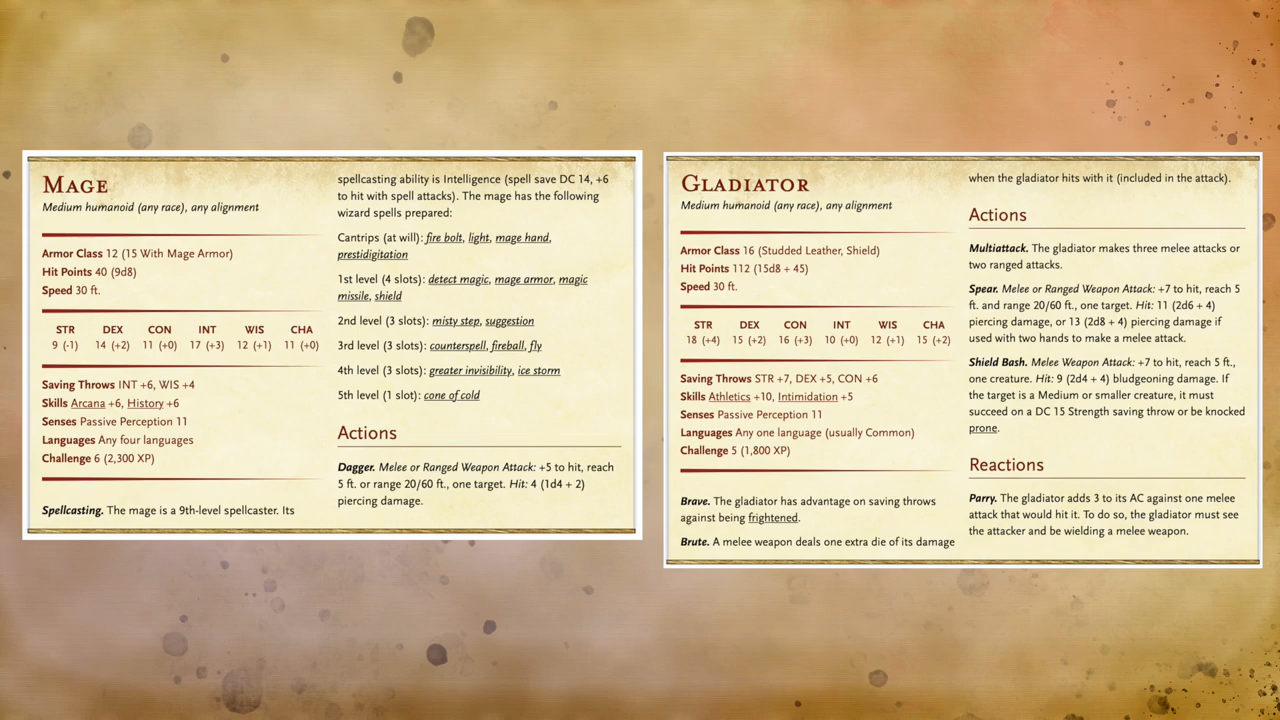 MAGE
Medium humanoid (any race), any alignment
Armor Class 12 (15 With Mage Armor)
Hit Points 40 (9d8)
Speed 30 ft.
STR DEX CON INT WIS CHA
9 (-1) 14 (+2) 11 (+0) 17 (+3) 12 (+1) 11 (+0)
Saving Throws INT +6, WIS +4
Skills Arcana +6, History +6
Senses Passive Perception 11
Languages Any four languages
Challenge 6 (2,300 XP)
Spellcasting. The mage is a 9th-level spellcaster. Its
spellcasting ability is Intelligence (spell save DC 14, +6
to hit with spell attacks). The mage has the following
wizard spells prepared:
Cantrips (at will): fire bolt, light, mage hand,
prestidigitation
1st level (4 slots): detect magic, mage armor, magic
missile, shield
2nd level (3 slots): misty step, suggestion
3rd level (3 slots): counterspell, fireball, fly
4th level (3 slots): greater invisibility, ice storm
5th level (1 slot): cone of cold
Actions
Dagger. Melee or Ranged Weapon Attack: +5 to hit, reach
5 ft. or range 20/60 ft., one target. Hit: 4 (1d4 + 2)
piercing damage.
GLADIATOR
Medium humanoid (any race), any alignment
Armor Class 16 (Studded Leather, Shield)
Hit Points 112 (15d8 + 45)
Speed 30 ft.
STR DEX CON INT WIS CHA
18 (+4) 15 (+2) 16 (+3) 10 (+0) 12 (+1) 15 (+2)
Saving Throws STR +7, DEX +5, CON +6
Skills Athletics +10, Intimidation +5
Senses Passive Perception 11
Languages Any one language (usually Common)
Challenge 5 (1,800 XP)
Brave. The gladiator has advantage on saving throws
against being frightened.
Brute. A melee weapon deals one extra die of its damage
when the gladiator hits with it (included in the attack).
Actions
Multiattack. The gladiator makes three melee attacks or
two ranged attacks.
Spear. Melee or Ranged Weapon Attack: +7 to hit, reach 5
ft. and range 20/60 ft., one target. Hit: 11 (2d6 + 4)
piercing damage, or 13 (2d8 + 4) piercing damage if
used with two hands to make a melee attack.
Shield Bash. Melee Weapon Attack: +7 to hit, reach 5 ft.,
one creature. Hit: 9 (2d4 + 4) bludgeoning damage. If
the target is a Medium or smaller creature, it must
succeed on a DC 15 Strength saving throw or be knocked
prone.
Reactions
Parry. The gladiator adds 3 to its AC against one melee
attack that would hit it. To do so, the gladiator must see
the attacker and be wielding a melee weapon.